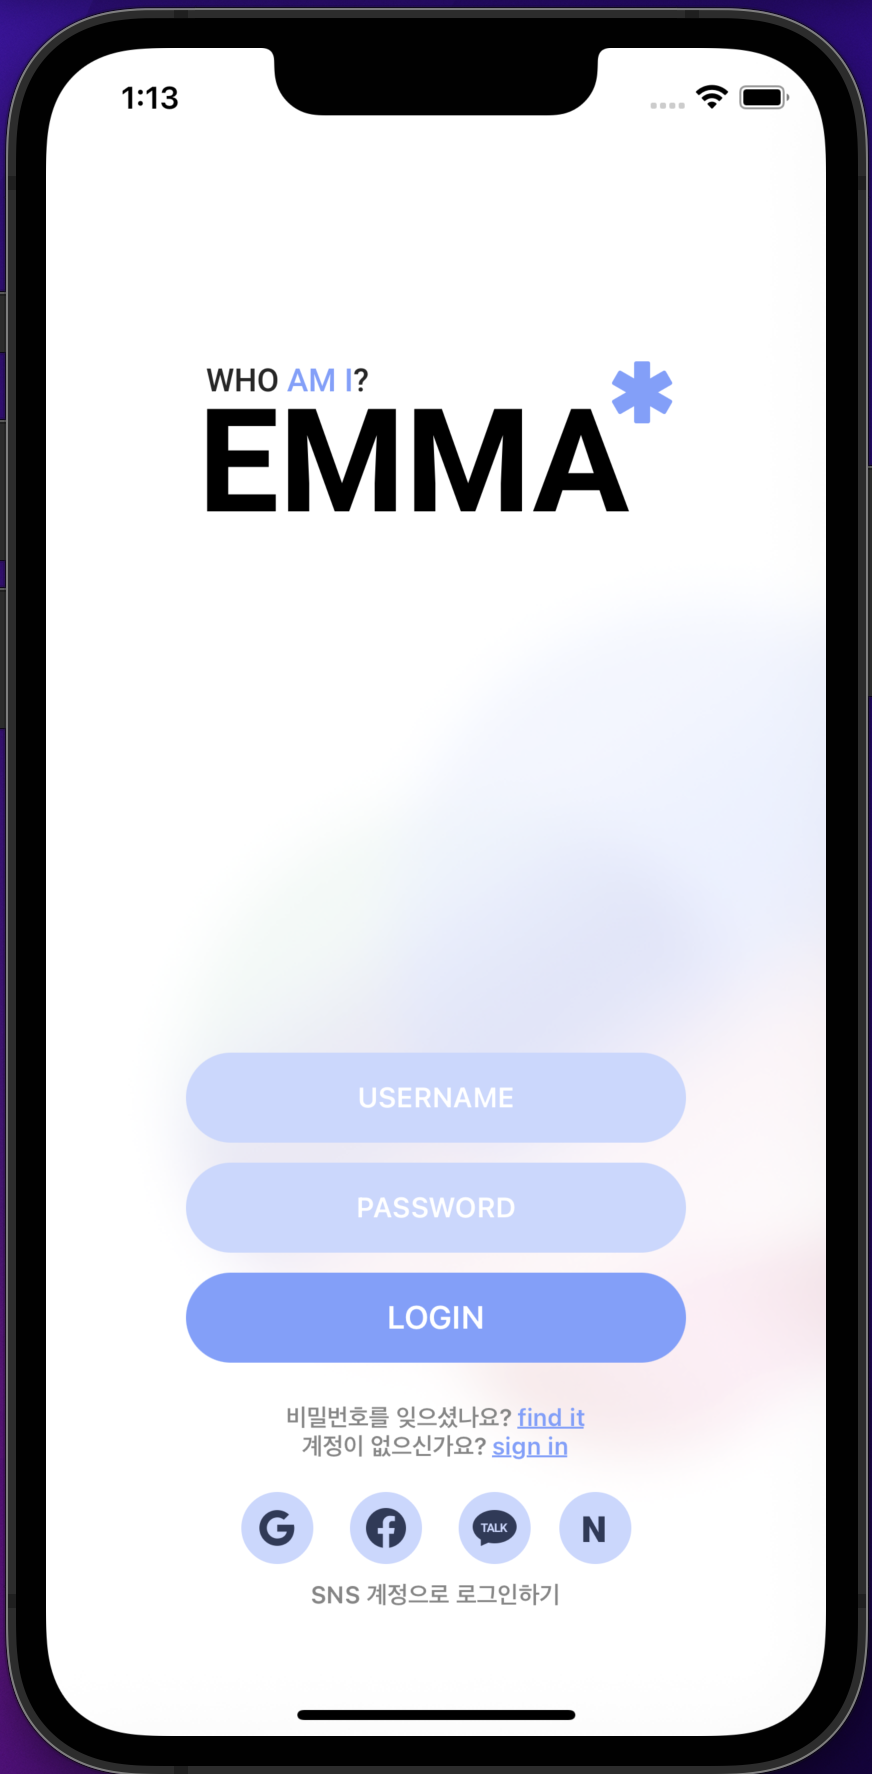 1:13
WHO AM I?
EMMA*
USERNAME
PASSWORD
LOGIN
비밀번호를 잊으셨나요? find it
계정이 없으신가요? sign in
G f TALK N
SNS 계정으로 로그인하기